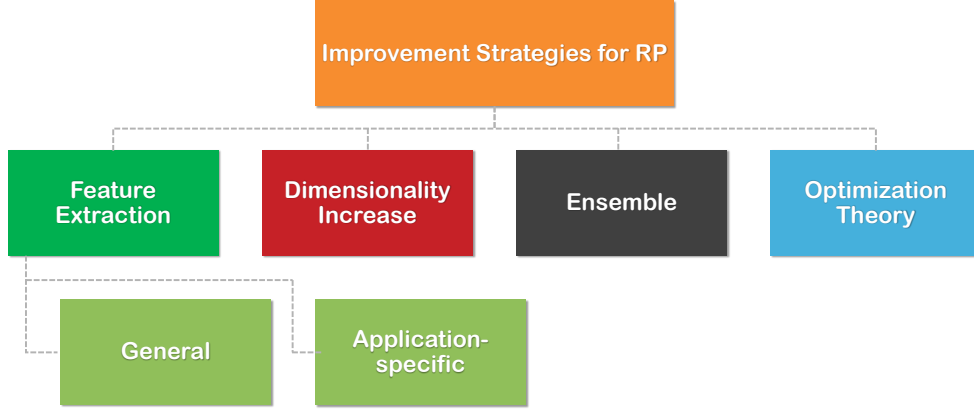 Improvement Strategies for RP
Feature
Extraction
Dimensionality
Increase
Ensemble
Optimization
Theory
General
Application-
specific